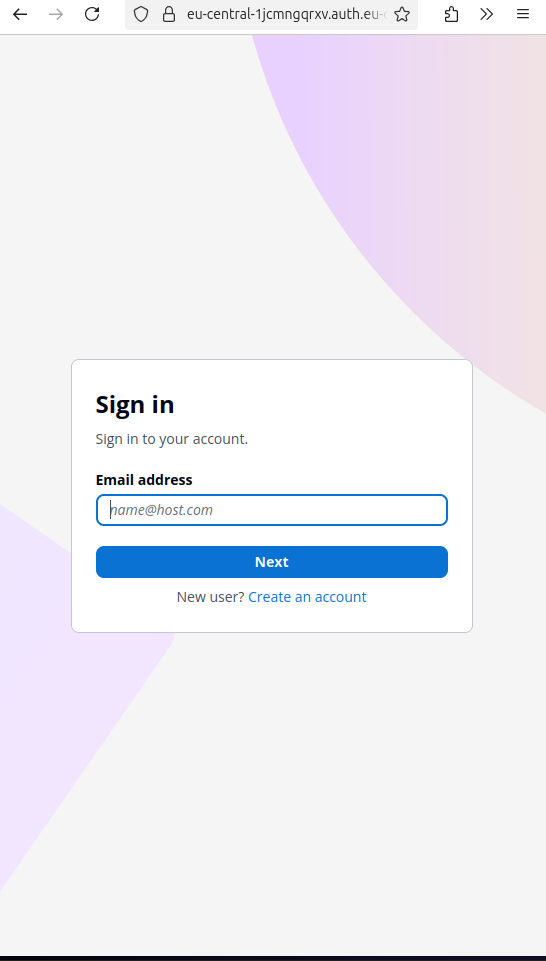 eu-central-1jcmngqrxv.auth.eu-
Sign in
Sign in to your account.
Email address
name@host.com
Next
New user? Create an account